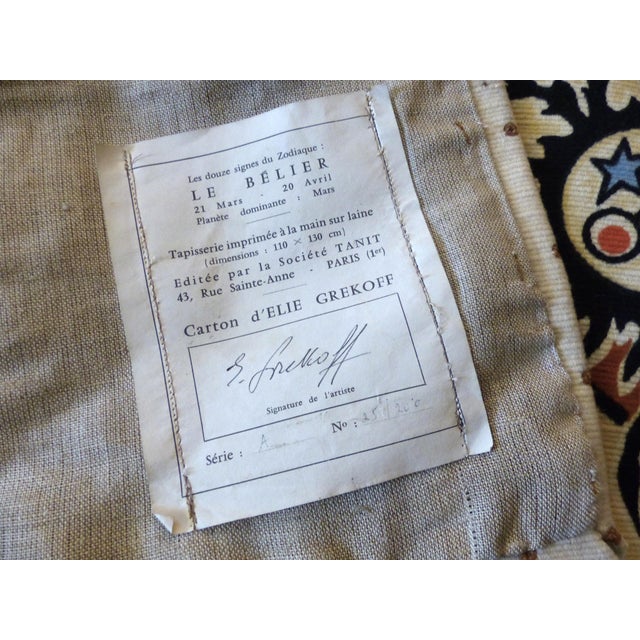 Les douze signes du Zodiaque :
LE BÉLIER
21 Mars - 20 Avril
Planète dominante : Mars
Tapisserie imprimée à la main sur laine
(dimensions : 110 × 130 cm)
Editée par la Société TANIT
43, Rue Sainte-Anne - PARIS (1er)
Carton d'ELIE GREKOFF
E. Grekoff
Signature de l'artiste
Série : A No :